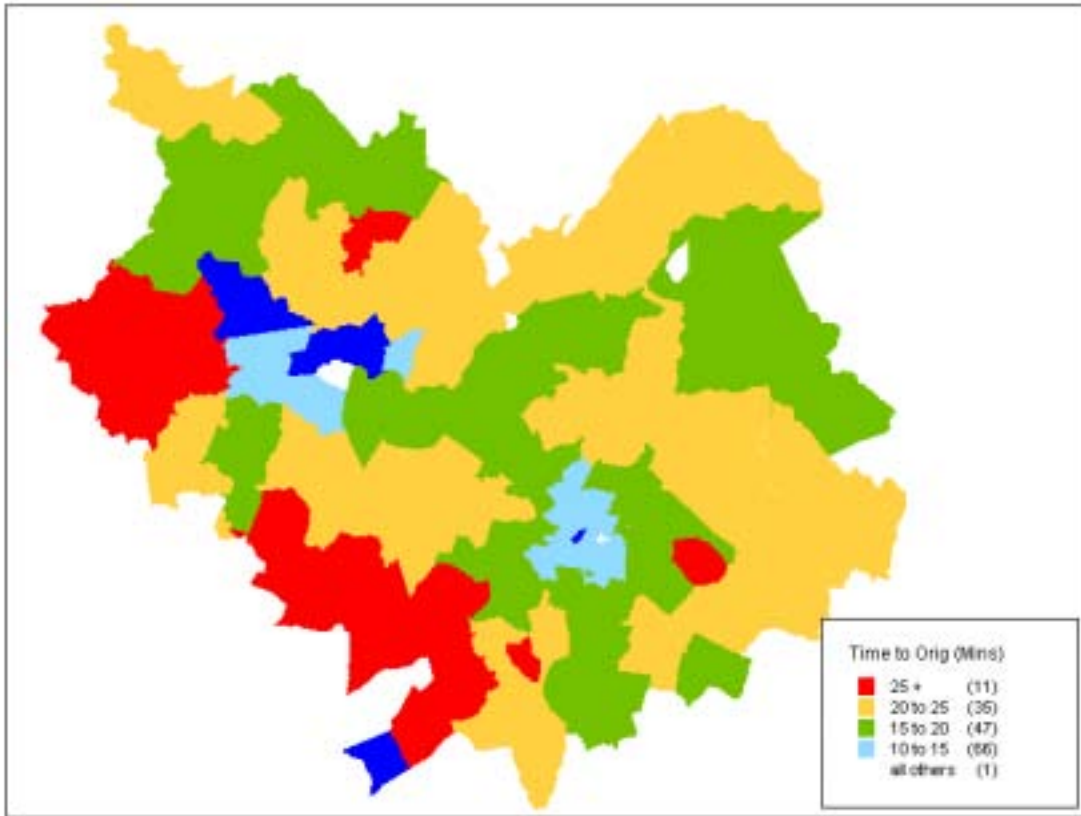 Time to Orig (Mins)
25 + (11)
20 to 25 (35)
15 to 20 (47)
10 to 15 (66)
all others (1)